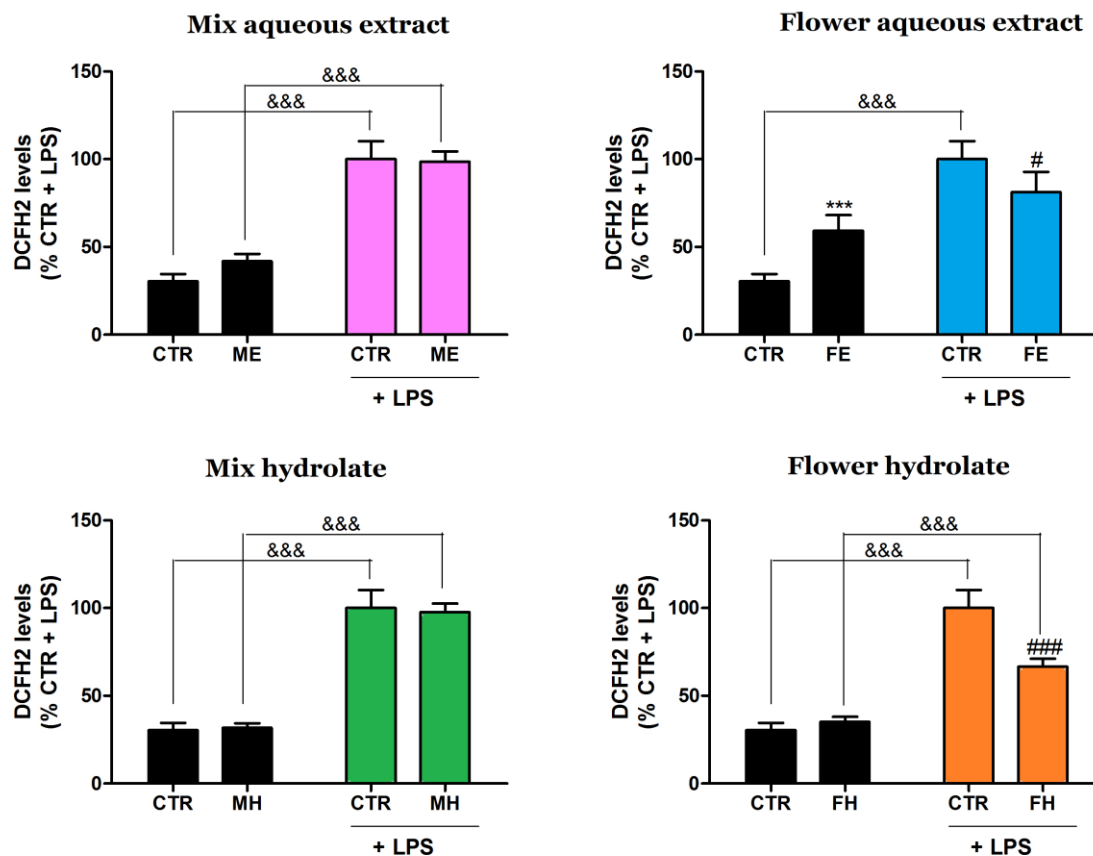 Mix aqueous extract
DCFH2 levels
(% CTR + LPS)
150
100
50
0
&&&
&&&
CTR ME CTR ME
+ LPS
Flower aqueous extract
DCFH2 levels
(% CTR + LPS)
150
100
50
0
&&&
***
#
CTR FE CTR FE
+ LPS
Mix hydrolate
DCFH2 levels
(% CTR + LPS)
150
100
50
0
&&&
&&&
CTR MH CTR MH
+ LPS
Flower hydrolate
DCFH2 levels
(% CTR + LPS)
150
100
50
0
&&&
&&&
###
CTR FH CTR FH
+ LPS